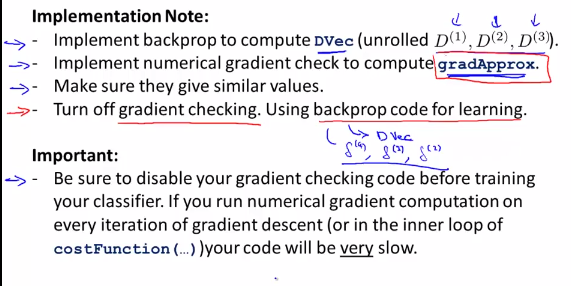 Implementation Note:
- Implement backprop to compute DVec (unrolled D⁽¹⁾, D⁽²⁾, D⁽³⁾).
- Implement numerical gradient check to compute gradApprox.
- Make sure they give similar values.
- Turn off gradient checking. Using backprop code for learning.
DVec
δ⁽⁴⁾, δ⁽³⁾, δ⁽²⁾
Important:
- Be sure to disable your gradient checking code before training
your classifier. If you run numerical gradient computation on
every iteration of gradient descent (or in the inner loop of
costFunction(…))your code will be very slow.